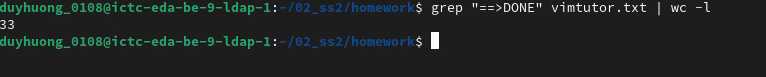 duyhuong_0108@ictc-eda-be-9-ldap-1:~/02_ss2/homework$ grep "==>DONE" vimtutor.txt | wc -l
33
duyhuong_0108@ictc-eda-be-9-ldap-1:~/02_ss2/homework$